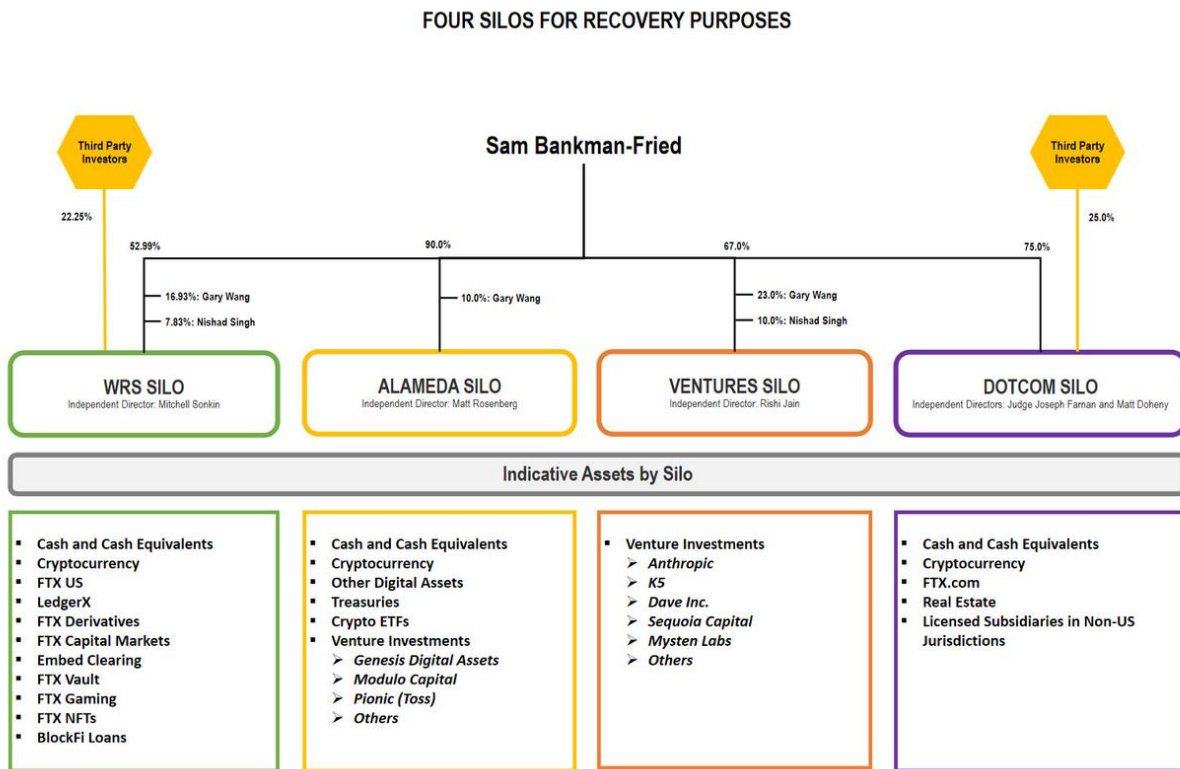 FOUR SILOS FOR RECOVERY PURPOSES
Third Party
Investors
Sam Bankman-Fried
Third Party
Investors
22.25%
25.0%
52.99%
90.0%
67.0%
75.0%
16.93%: Gary Wang
7.83%: Nishad Singh
10.0%: Gary Wang
23.0%: Gary Wang
10.0%: Nishad Singh
WRS SILO
Independent Director: Mitchell Sonkin
ALAMEDA SILO
Independent Director: Matt Rosenberg
VENTURES SILO
Independent Director: Rishi Jain
DOTCOM SILO
Independent Directors: Judge Joseph Farnan and Matt Doheny
Indicative Assets by Silo
▪ Cash and Cash Equivalents
▪ Cryptocurrency
▪ FTX US
▪ LedgerX
▪ FTX Derivatives
▪ FTX Capital Markets
▪ Embed Clearing
▪ FTX Vault
▪ FTX Gaming
▪ FTX NFTs
▪ BlockFi Loans
▪ Cash and Cash Equivalents
▪ Cryptocurrency
▪ Other Digital Assets
▪ Treasuries
▪ Crypto ETFs
▪ Venture Investments
➢ Genesis Digital Assets
➢ Modulo Capital
➢ Pionic (Toss)
➢ Others
▪ Venture Investments
➢ Anthropic
➢ K5
➢ Dave Inc.
➢ Sequoia Capital
➢ Mysten Labs
➢ Others
▪ Cash and Cash Equivalents
▪ Cryptocurrency
▪ FTX.com
▪ Real Estate
▪ Licensed Subsidiaries in Non-US
Jurisdictions